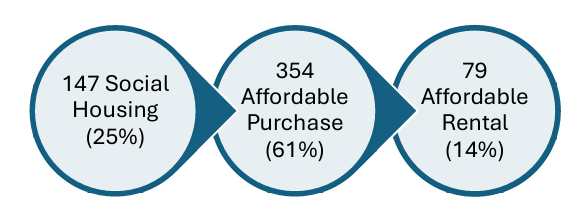 147 Social
Housing
(25%)
354
Affordable
Purchase
(61%)
79
Affordable
Rental
(14%)